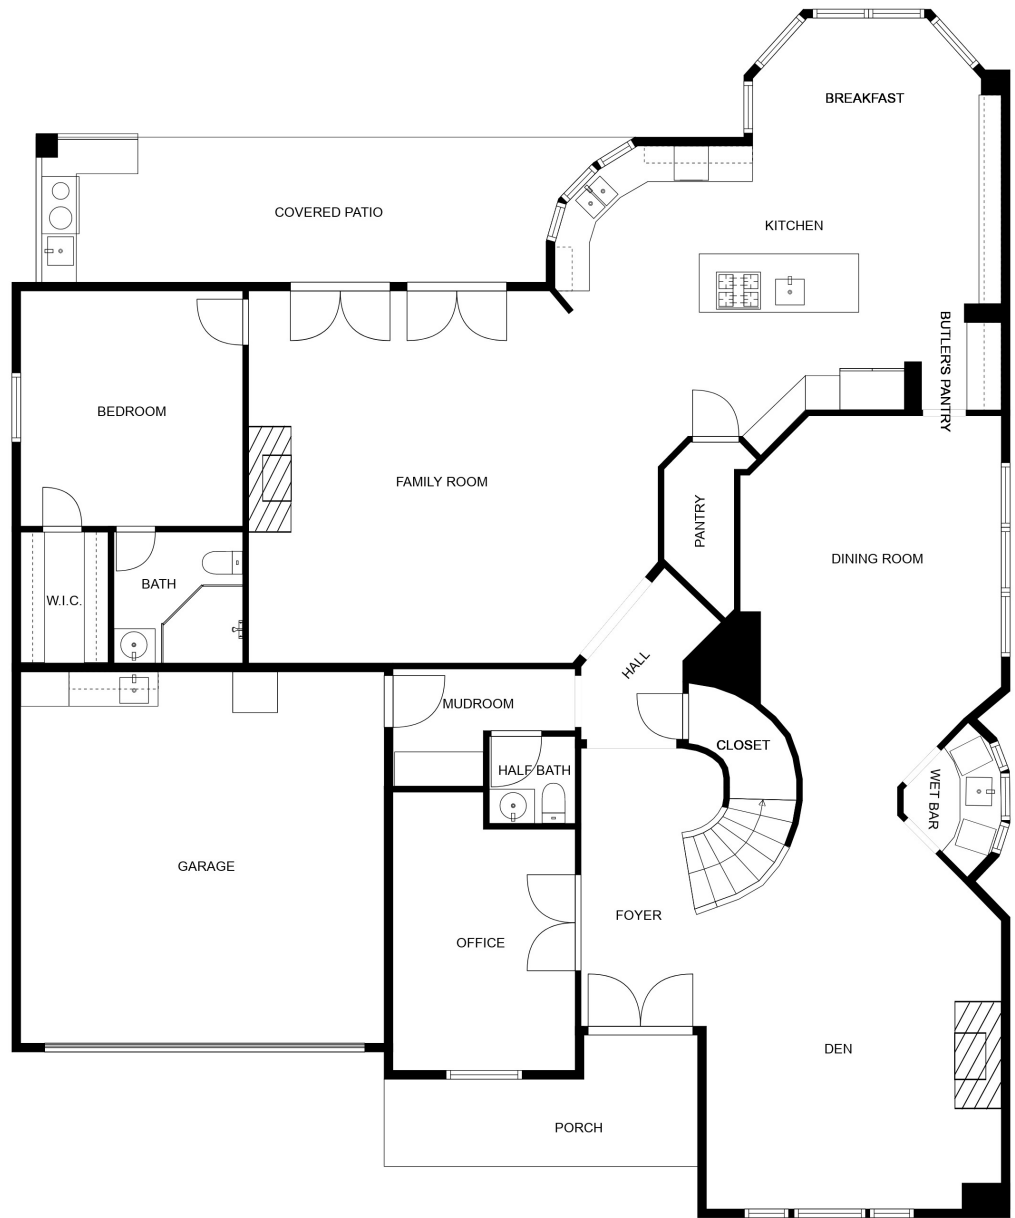 BREAKFAST
COVERED PATIO
KITCHEN
BUTLER'S PANTRY
BEDROOM
FAMILY ROOM
PANTRY
DINING ROOM
BATH
W.I.C.
HALL
MUDROOM
CLOSET
HALF BATH
WET BAR
GARAGE
FOYER
OFFICE
DEN
PORCH